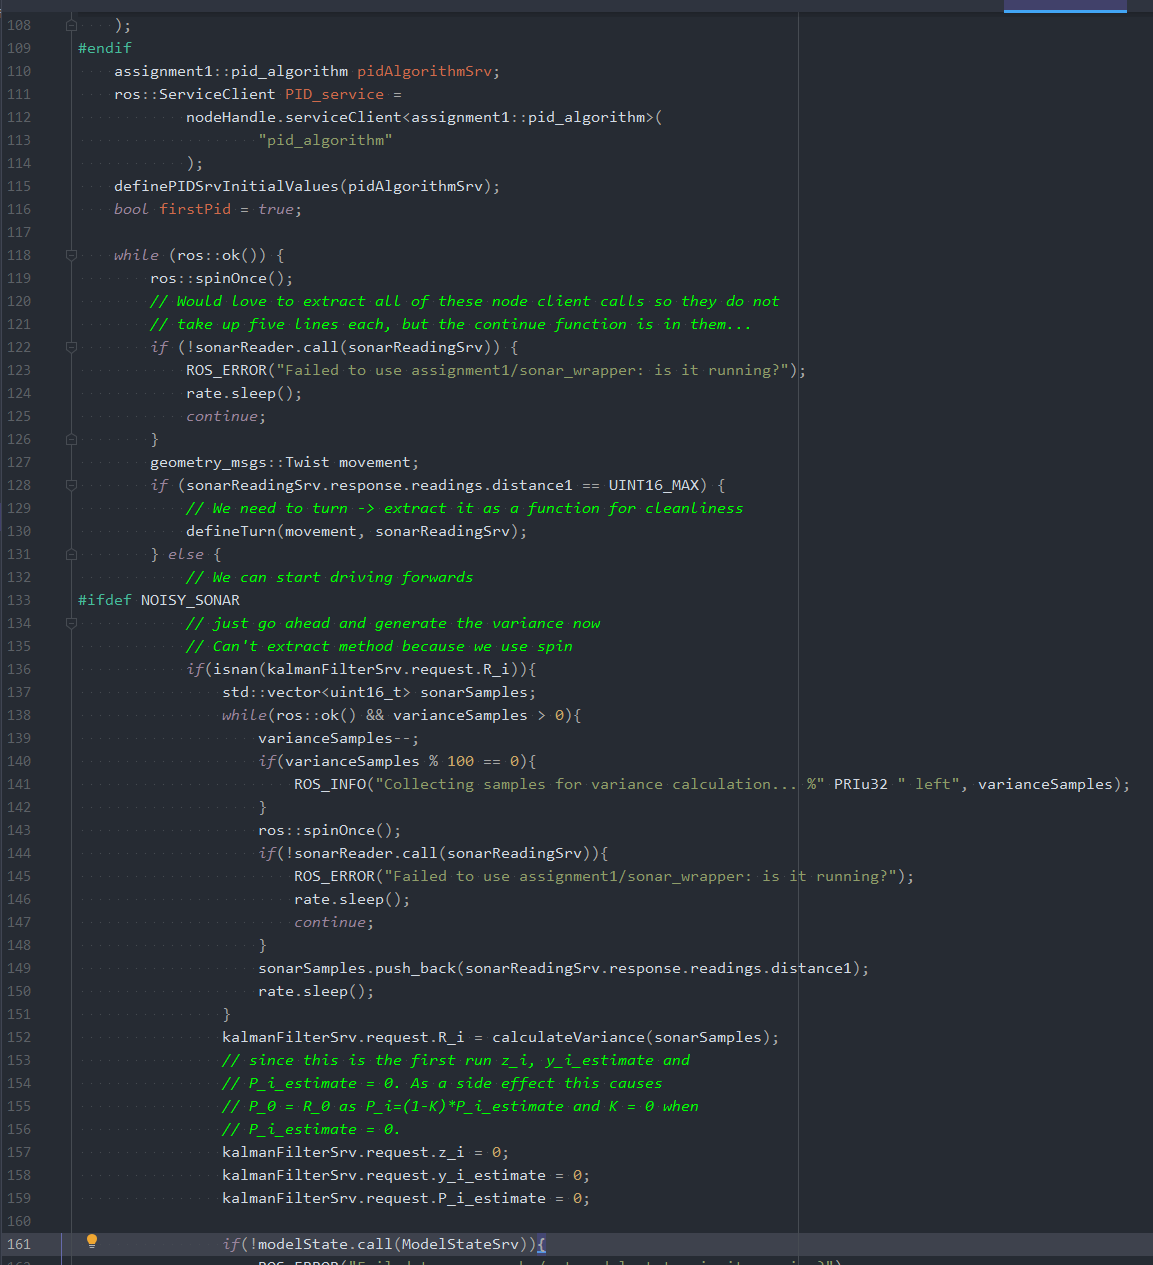 108 );
109 #endif
110 assignment1::pid_algorithm pidAlgorithmSrv;
111 ros::ServiceClient PID_service =
112 nodeHandle.serviceClient<assignment1::pid_algorithm>(
113 "pid_algorithm"
114 );
115 definePIDSrvInitialValues(pidAlgorithmSrv);
116 bool firstPid = true;
117
118 while (ros::ok()) {
119 ros::spinOnce();
120 // Would love to extract all of these node client calls so they do not
121 // take up five lines each, but the continue function is in them...
122 if (!sonarReader.call(sonarReadingSrv)) {
123 ROS_ERROR("Failed to use assignment1/sonar_wrapper: is it running?");
124 rate.sleep();
125 continue;
126 }
127 geometry_msgs::Twist movement;
128 if (sonarReadingSrv.response.readings.distance1 == UINT16_MAX) {
129 // We need to turn -> extract it as a function for cleanliness
130 defineTurn(movement, sonarReadingSrv);
131 } else {
132 // We can start driving forwards
133 #ifdef NOISY_SONAR
134 // just go ahead and generate the variance now
135 // Can't extract method because we use spin
136 if(isnan(kalmanFilterSrv.request.R_i)){
137 std::vector<uint16_t> sonarSamples;
138 while(ros::ok() && varianceSamples > 0){
139 varianceSamples--;
140 if(varianceSamples % 100 == 0){
141 ROS_INFO("Collecting samples for variance calculation... %" PRIu32 " left", varianceSamples);
142 }
143 ros::spinOnce();
144 if(!sonarReader.call(sonarReadingSrv)){
145 ROS_ERROR("Failed to use assignment1/sonar_wrapper: is it running?");
146 rate.sleep();
147 continue;
148 }
149 sonarSamples.push_back(sonarReadingSrv.response.readings.distance1);
150 rate.sleep();
151 }
152 kalmanFilterSrv.request.R_i = calculateVariance(sonarSamples);
153 // since this is the first run z_i, y_i_estimate and
154 // P_i_estimate = 0. As a side effect this causes
155 // P_0 = R_0 as P_i=(1-K)*P_i_estimate and K = 0 when
156 // P_i_estimate = 0.
157 kalmanFilterSrv.request.z_i = 0;
158 kalmanFilterSrv.request.y_i_estimate = 0;
159 kalmanFilterSrv.request.P_i_estimate = 0;
160
161 if(!modelState.call(ModelStateSrv)){